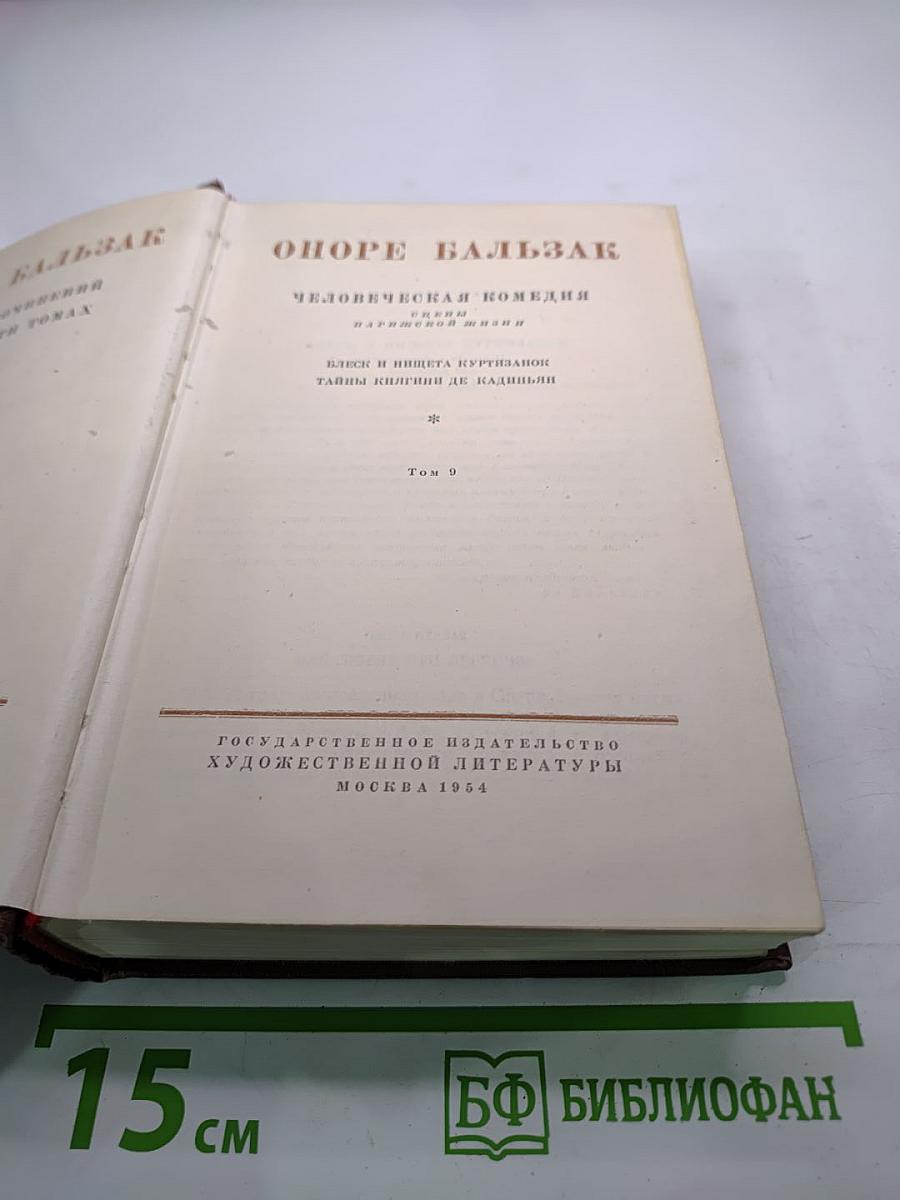 БАЛЬЗАК
ТОМАХ
ОНОРЕ БАЛЬЗАК
ЧЕЛОВЕЧЕСКАЯ КОМЕДИЯ
СЦЕНЫ
ПАРИЖСКОЙ ЖИЗНИ
БЛЕСК И НИЩЕТА КУРТИЗАНОК
ТАЙНЫ КНЯГИНИ ДЕ КАДИНЬЯН
*
Том 9
ГОСУДАРСТВЕННОЕ ИЗДАТЕЛЬСТВО
ХУДОЖЕСТВЕННОЙ ЛИТЕРАТУРЫ
МОСКВА 1954
15 см
БФ БИБЛИОФАН